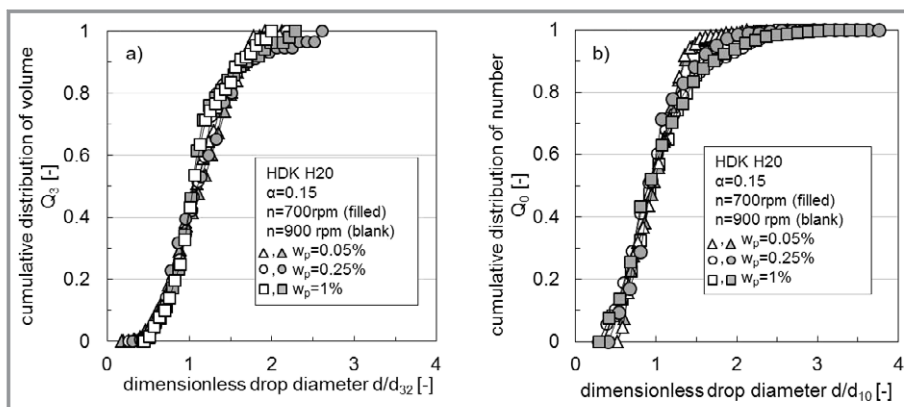 a)
cumulative distribution of volume
Q3 [-]
1
0.8
0.6
0.4
0.2
0
0
1
2
3
4
dimensionless drop diameter d/d32 [-]
HDK H20
α=0.15
n=700rpm (filled)
n=900 rpm (blank)
, wp=0.05%
, wp=0.25%
, wp=1%
b)
cumulative distribution of number
Q0 [-]
1
0.8
0.6
0.4
0.2
0
0
1
2
3
4
dimensionless drop diameter d/d10 [-]
HDK H20
α=0.15
n=700rpm (filled)
n=900 rpm (blank)
, wp=0.05%
, wp=0.25%
, wp=1%